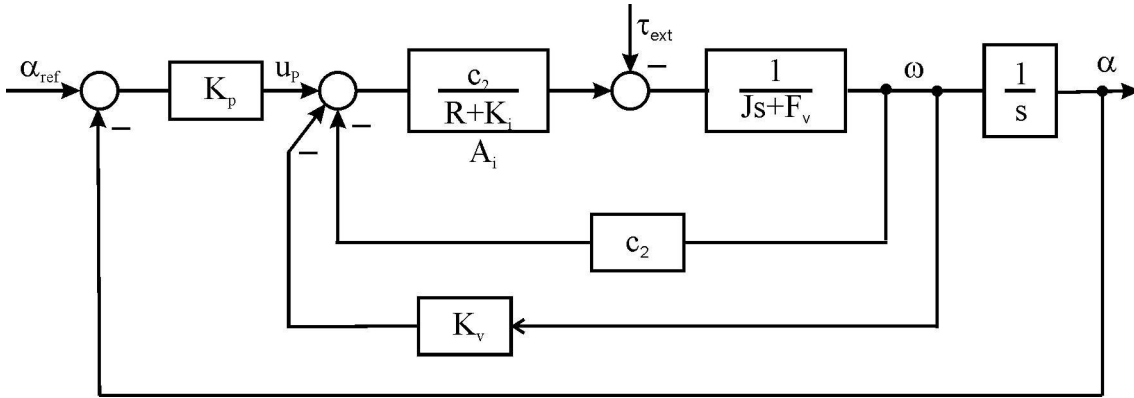 τext
αref
Kp
uP
c2
R+Ki
Ai
1
Js+Fv
ω
1
s
α
c2
Kv